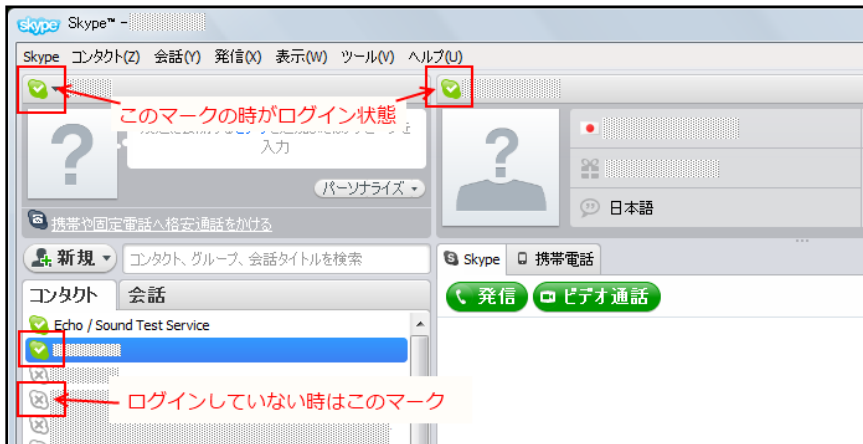 skype Skype™ -
Skype コンタクト(Z) 会話(Y) 発信(X) 表示(W) ツール(V) ヘルプ(U)
このマークの時がログイン状態
入力
パーソナライズ
日本語
携帯や固定電話へ格安通話をかける
新規 コンタクト、グループ、会話タイトルを検索
Skype 携帯電話
コンタクト 会話
発信 ビデオ通話
Echo / Sound Test Service
ログインしていない時はこのマーク